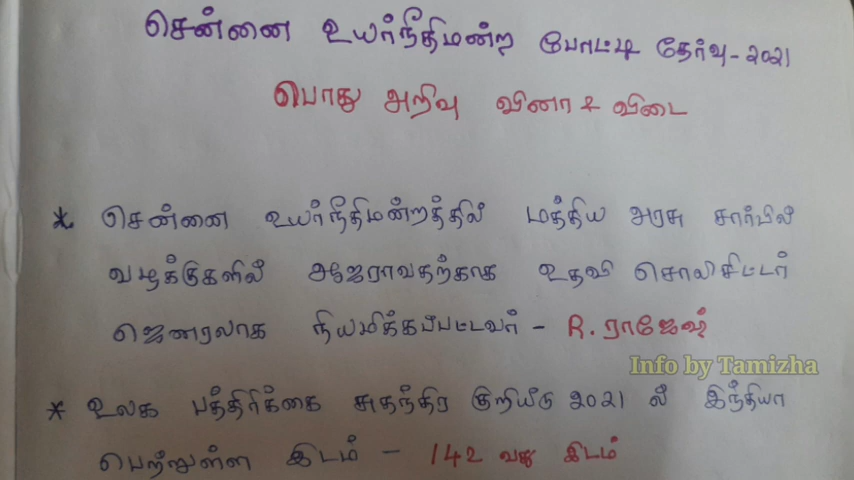 சென்னை உயர்நீதிமன்ற போட்டி தேர்வு - 2021
பொது அறிவு வினா & விடை
* சென்னை உயர்நீதிமன்றத்தில் மத்திய அரசு சார்பில்
வழக்குகளில் ஆஜராவதற்காக உதவி சொலிசிட்டர்
ஜெனரலாக நியமிக்கப்பட்டவர் - R. ராஜேஷ்
Info by Tamizha
* உலக பத்திரிக்கை சுதந்திர குறியீடு 2021 ல் இந்தியா
பெற்றுள்ள இடம் - 142 வது இடம்